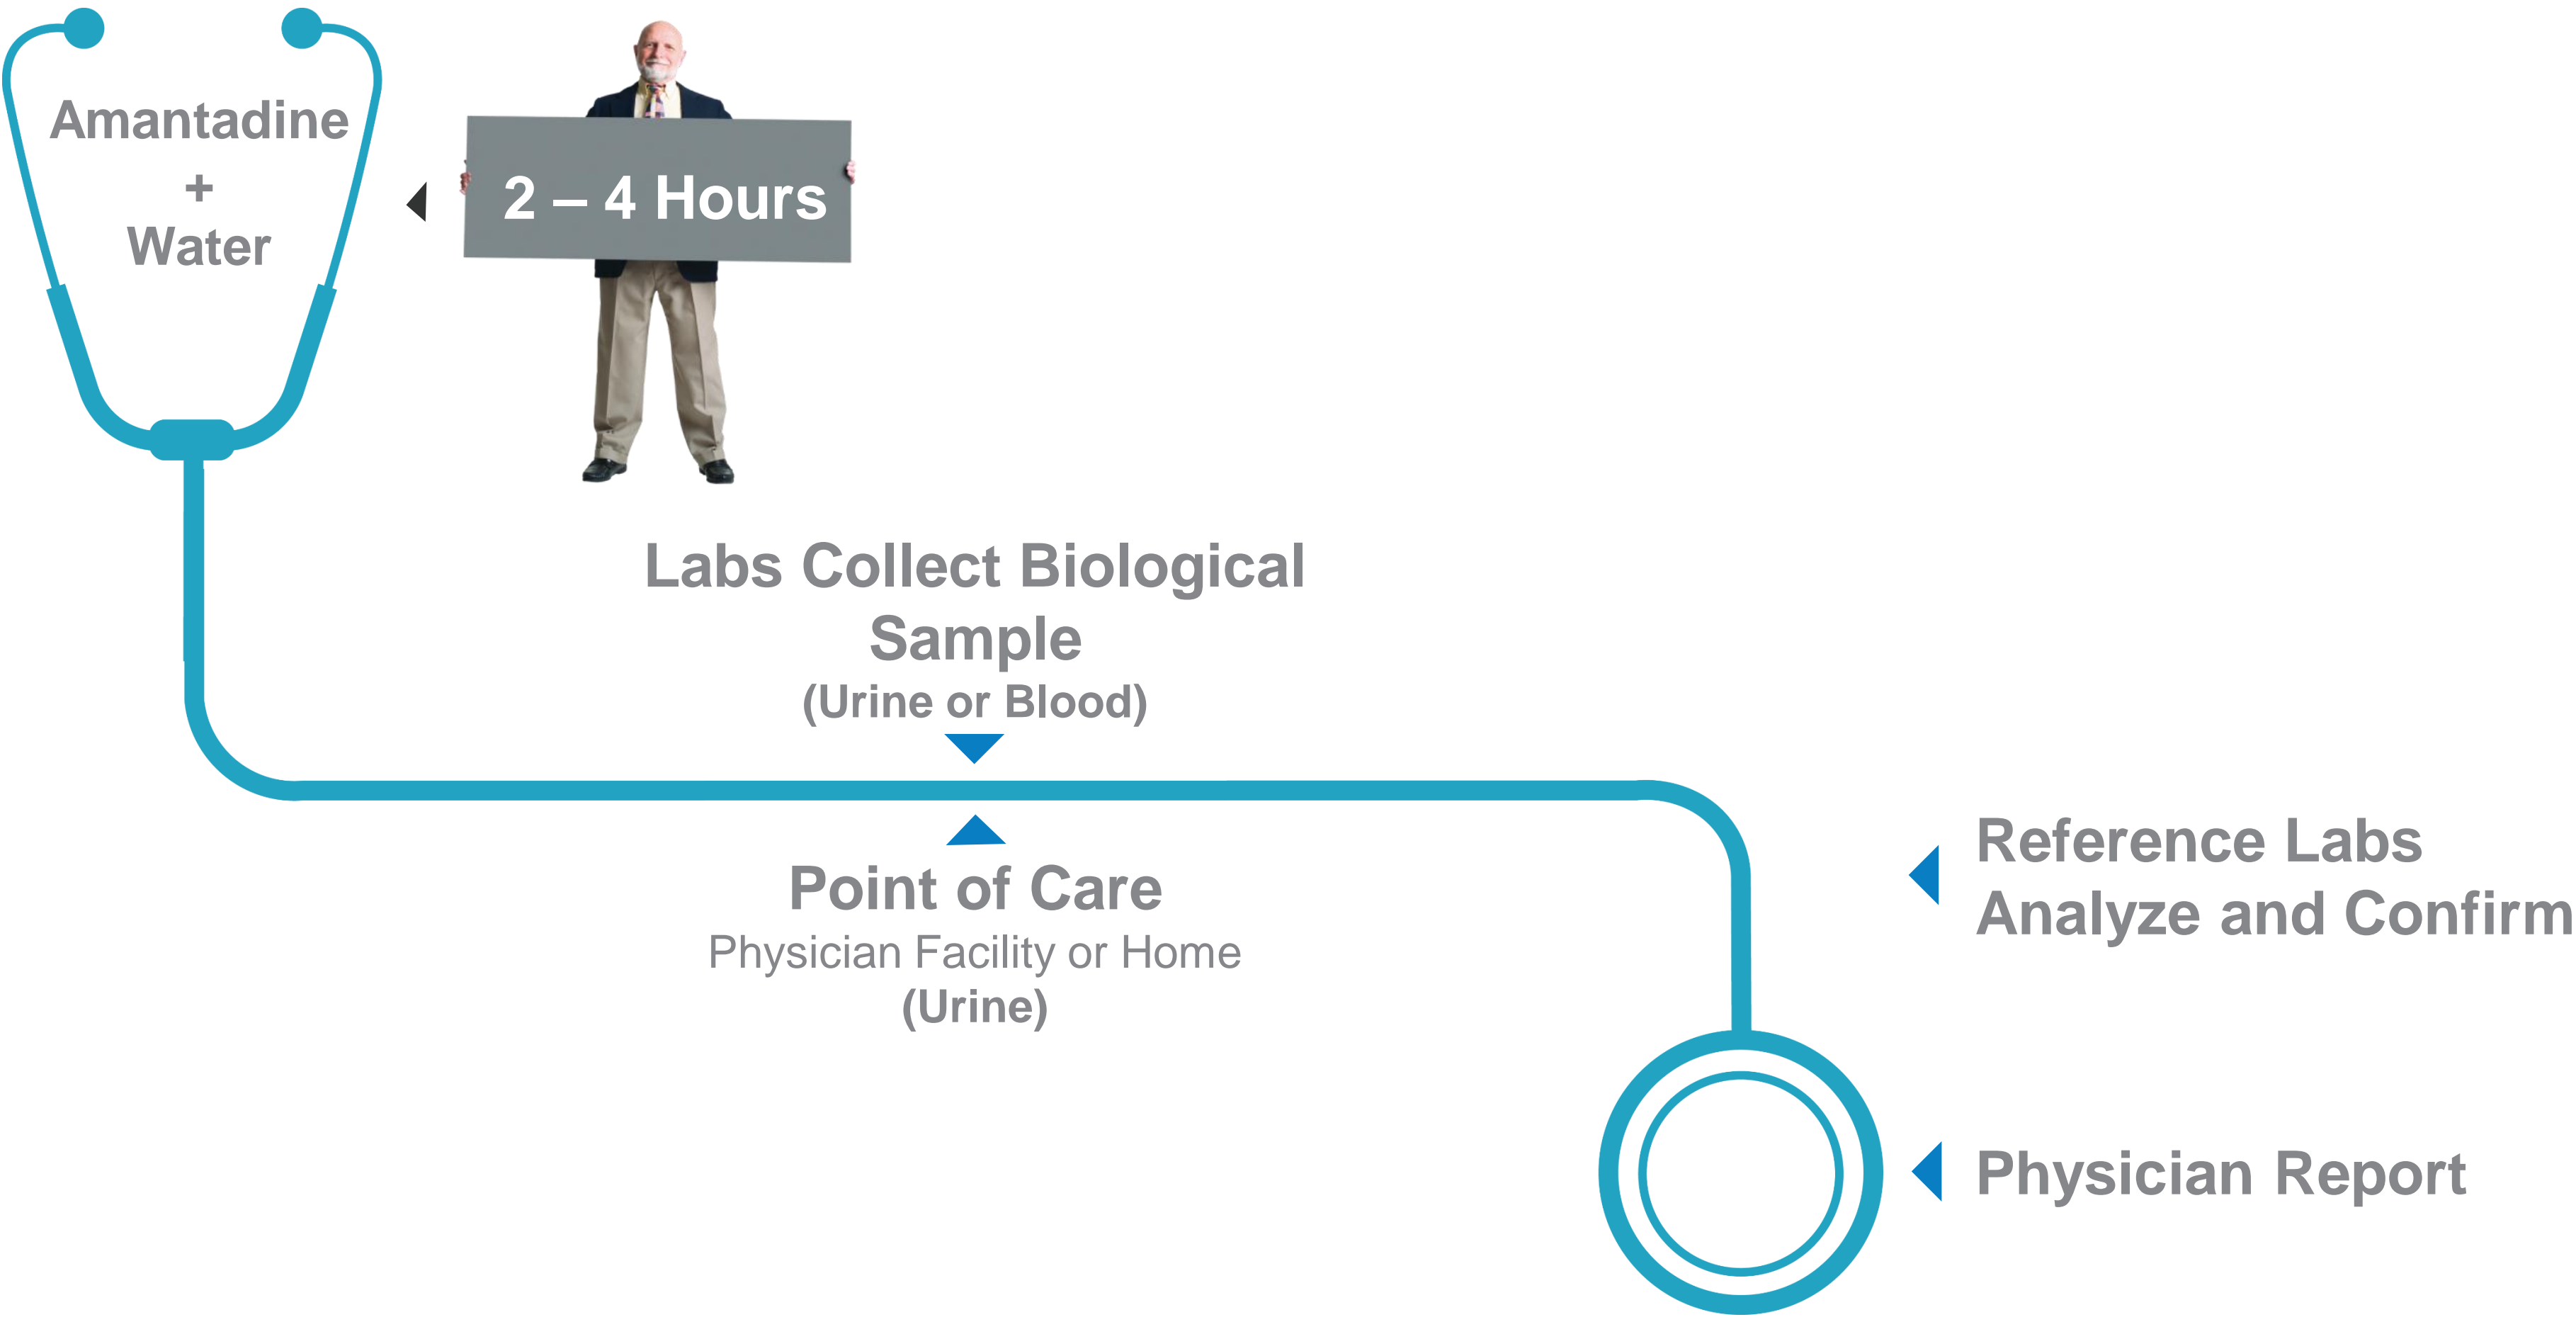 Amantadine
+
Water
2 – 4 Hours
Labs Collect Biological
Sample
(Urine or Blood)
Point of Care
Physician Facility or Home
(Urine)
Reference Labs
Analyze and Confirm
Physician Report